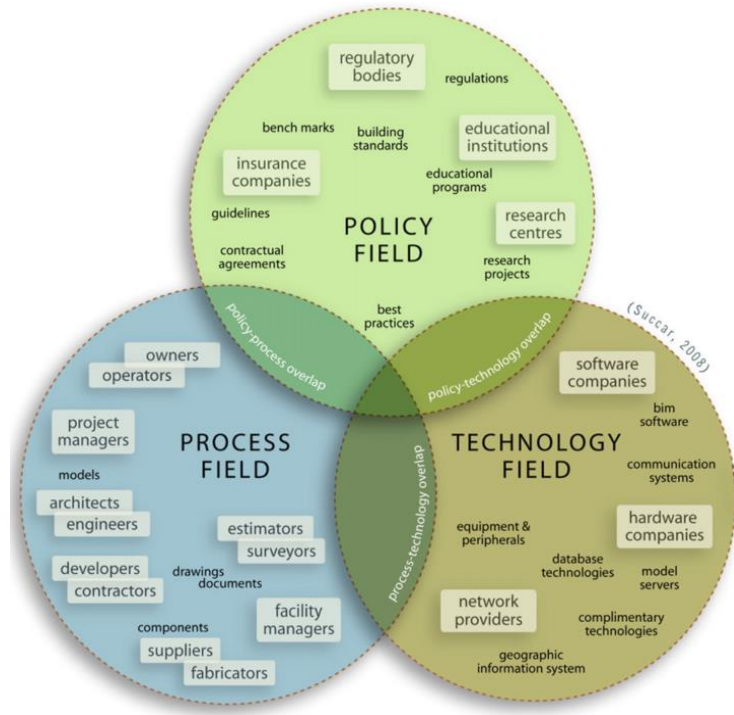 regulatory
bodies
regulations
bench marks
building
standards
educational
institutions
insurance
companies
educational
programs
guidelines
research
centres
POLICY
FIELD
contractual
agreements
research
projects
best
practices
policy-process overlap
policy-technology overlap
(Succar, 2008)
owners
operators
project
managers
PROCESS
FIELD
models
architects
engineers
estimators
surveyors
developers
contractors
drawings
documents
facility
managers
components
suppliers
fabricators
process-technology overlap
software
companies
bim
software
TECHNOLOGY
FIELD
communication
systems
equipment &
peripherals
hardware
companies
database
technologies
model
servers
network
providers
complimentary
technologies
geographic
information system